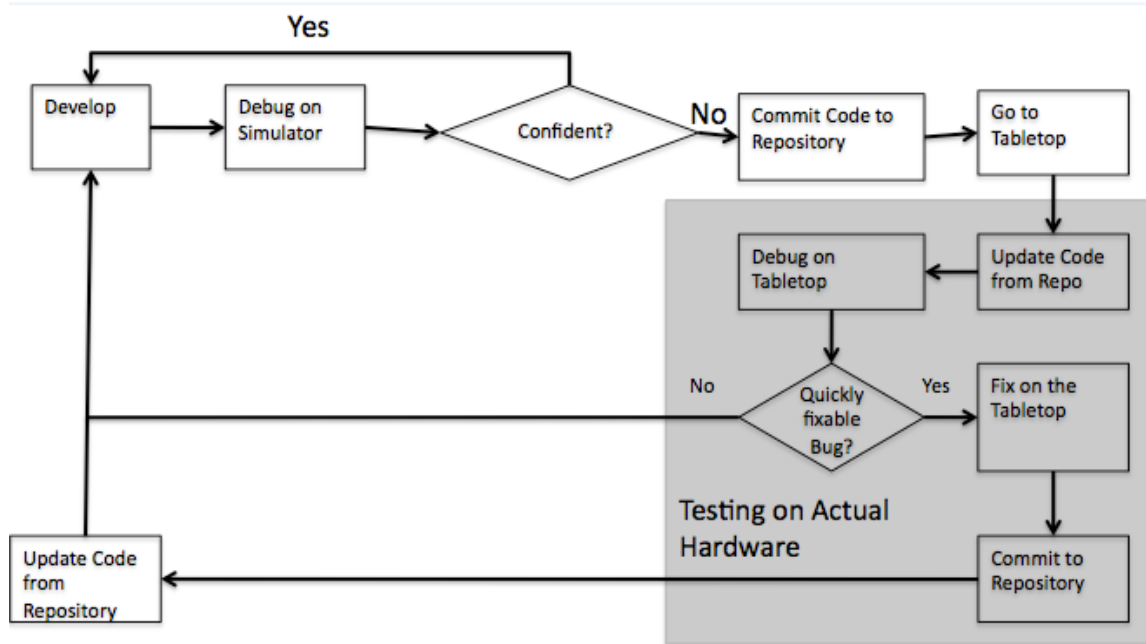 Yes
Develop
Debug on
Simulator
Confident?
No
Commit Code to
Repository
Go to
Tabletop
Debug on
Tabletop
Update Code
from Repo
No
Quickly
fixable
Bug?
Yes
Fix on the
Tabletop
Testing on Actual
Hardware
Update Code
from
Repository
Commit to
Repository